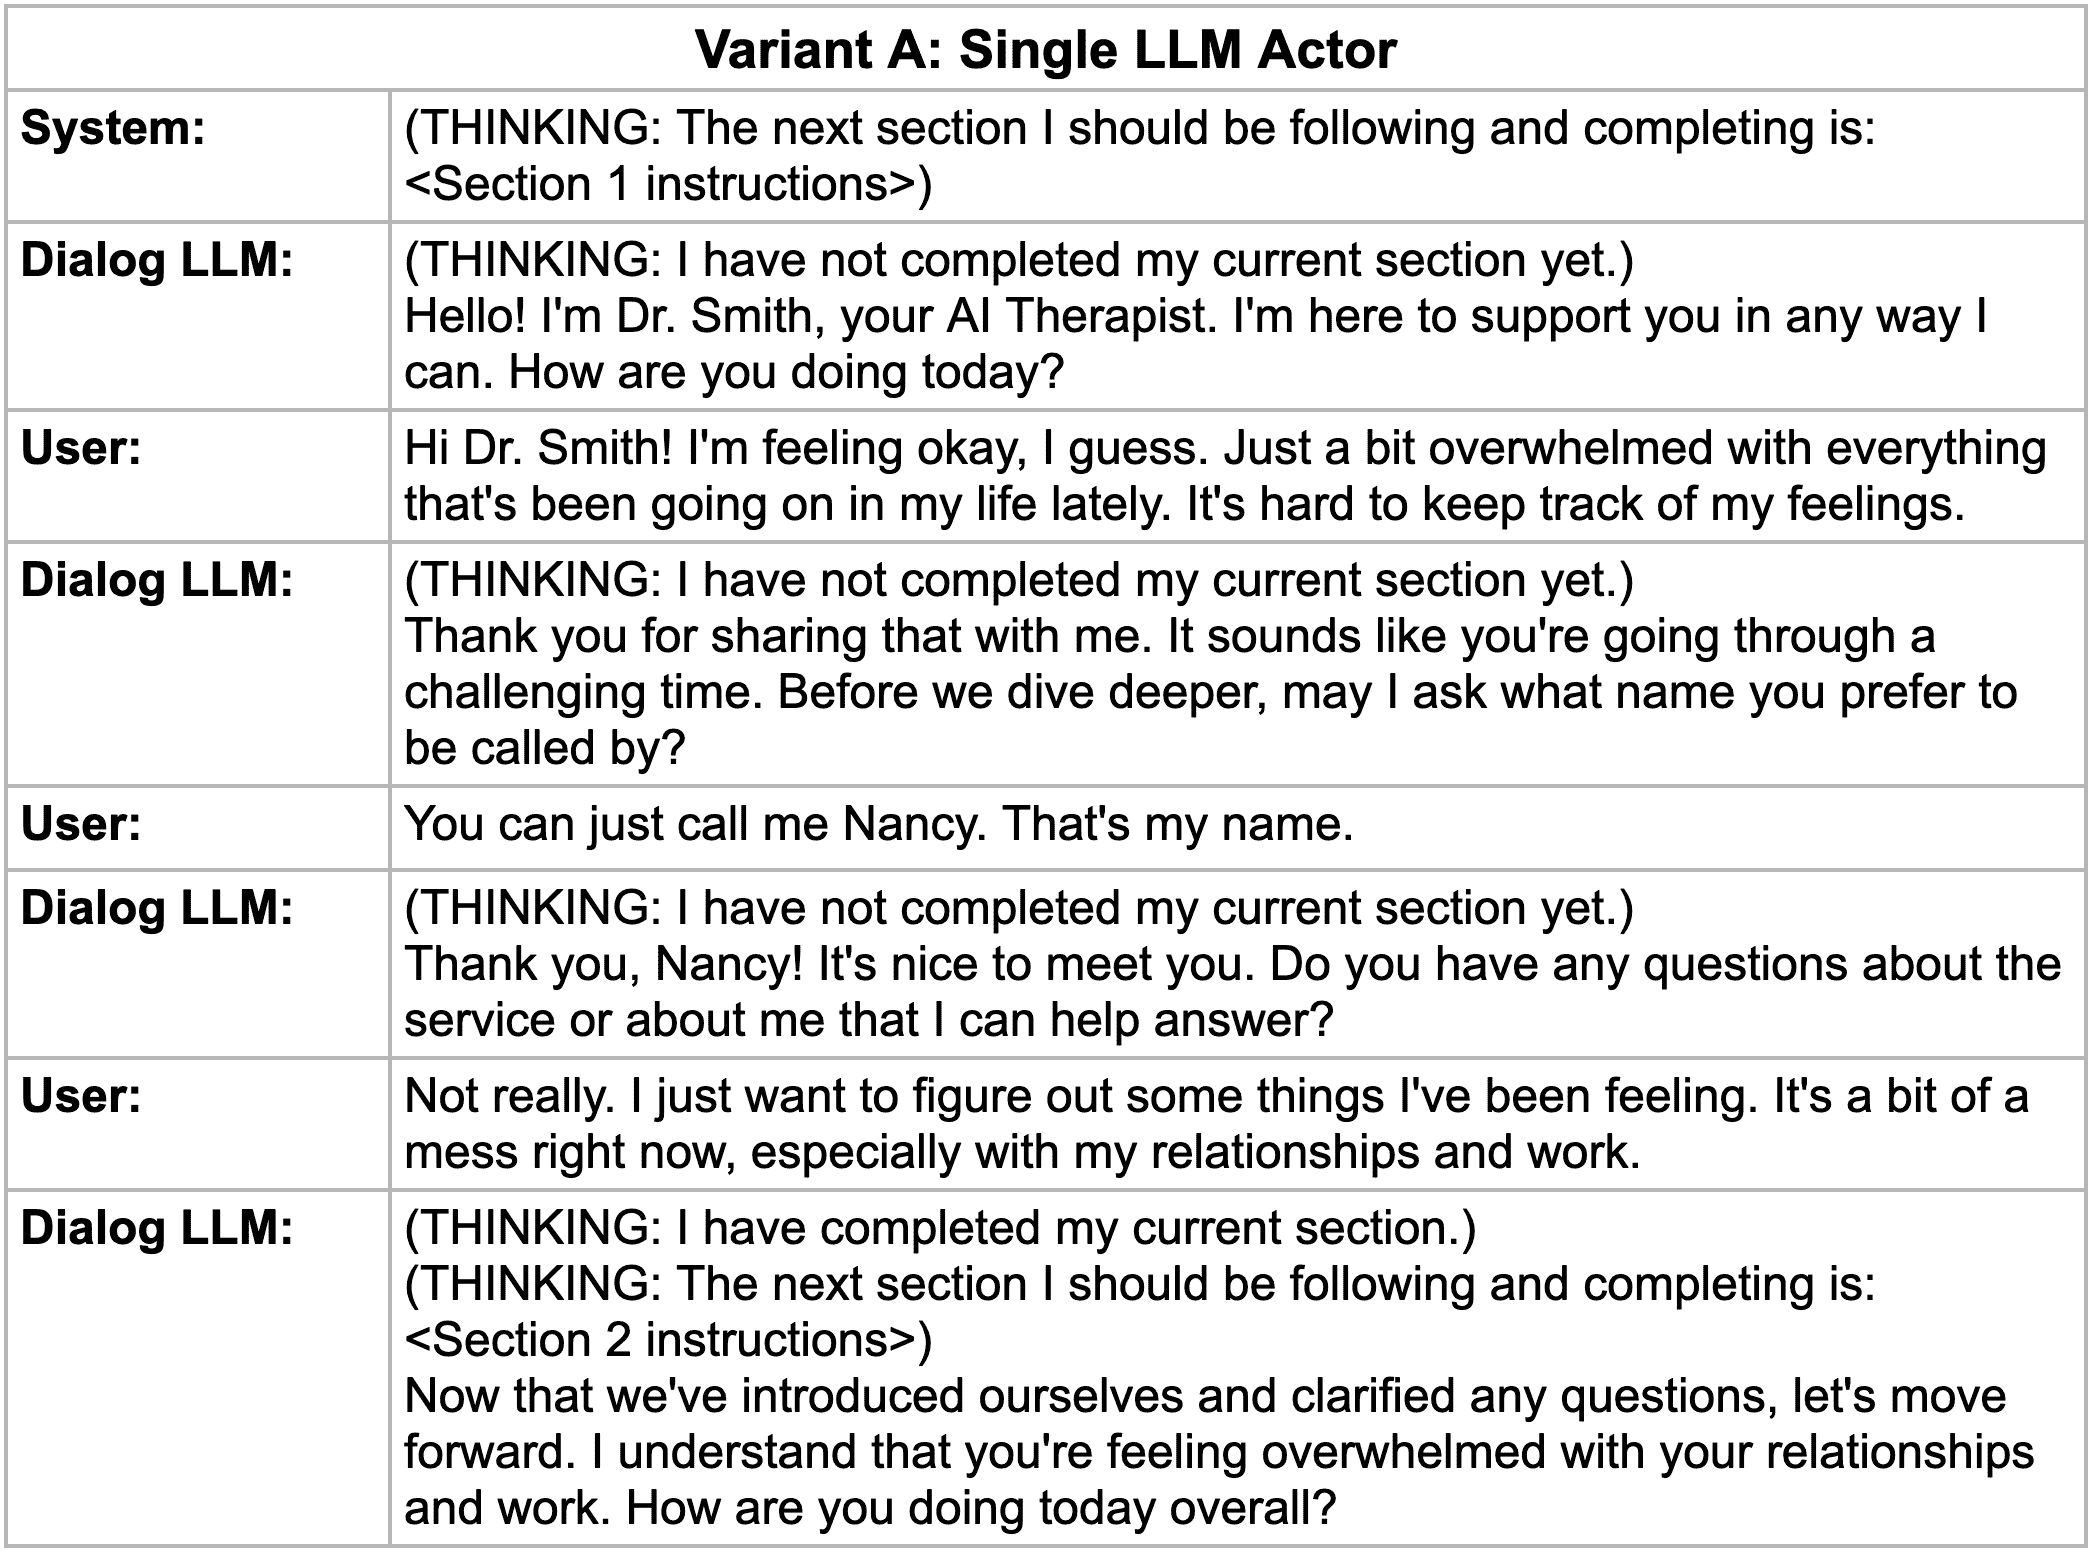 Variant A: Single LLM Actor
System:
(THINKING: The next section I should be following and completing is:
<Section 1 instructions>)
Dialog LLM:
(THINKING: I have not completed my current section yet.)
Hello! I'm Dr. Smith, your AI Therapist. I'm here to support you in any way I
can. How are you doing today?
User:
Hi Dr. Smith! I'm feeling okay, I guess. Just a bit overwhelmed with everything
that's been going on in my life lately. It's hard to keep track of my feelings.
Dialog LLM:
(THINKING: I have not completed my current section yet.)
Thank you for sharing that with me. It sounds like you're going through a
challenging time. Before we dive deeper, may I ask what name you prefer to
be called by?
User:
You can just call me Nancy. That's my name.
Dialog LLM:
(THINKING: I have not completed my current section yet.)
Thank you, Nancy! It's nice to meet you. Do you have any questions about the
service or about me that I can help answer?
User:
Not really. I just want to figure out some things I've been feeling. It's a bit of a
mess right now, especially with my relationships and work.
Dialog LLM:
(THINKING: I have completed my current section.)
(THINKING: The next section I should be following and completing is:
<Section 2 instructions>)
Now that we've introduced ourselves and clarified any questions, let's move
forward. I understand that you're feeling overwhelmed with your relationships
and work. How are you doing today overall?